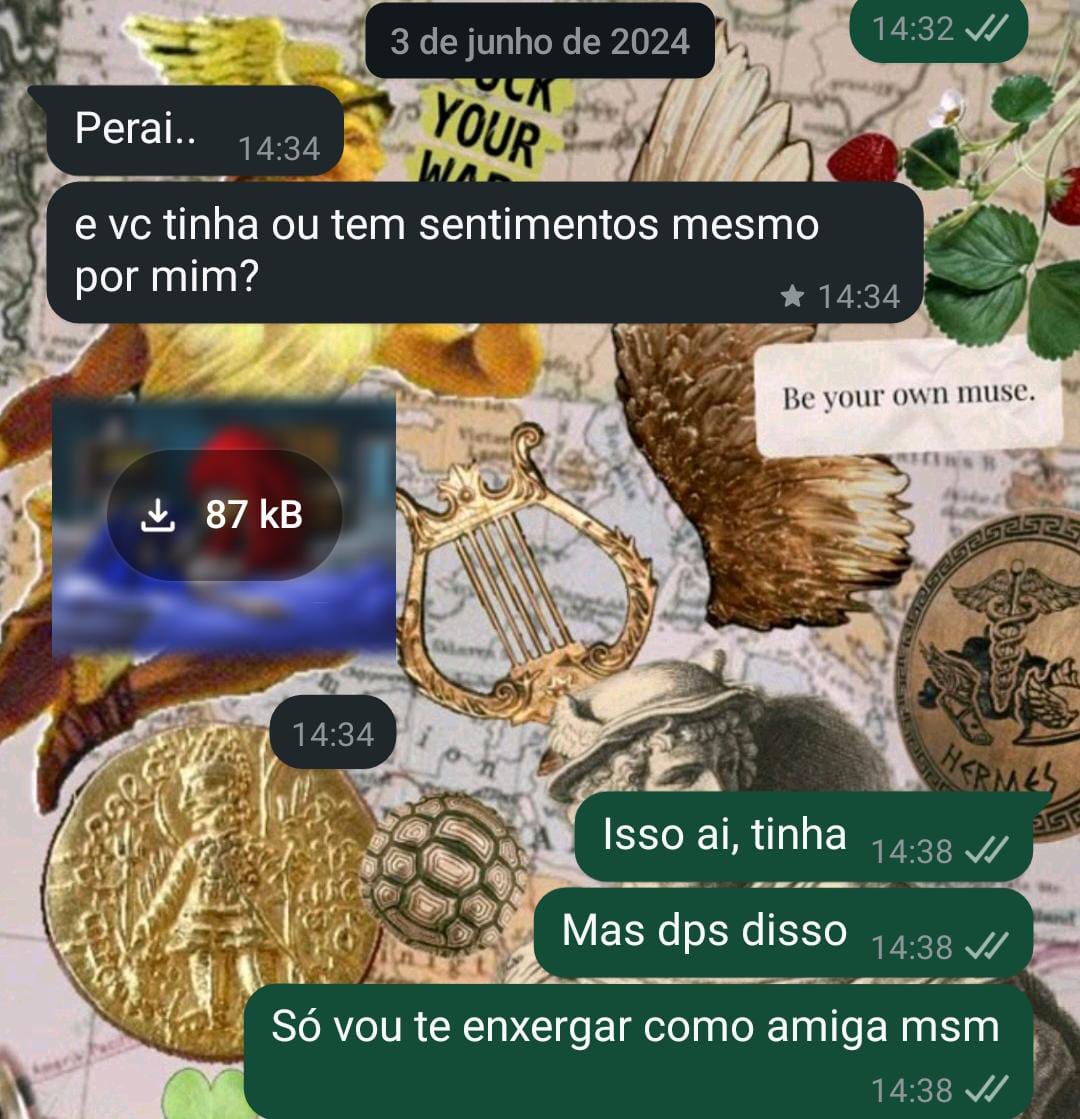 3 de junho de 2024
14:32
Perai.. 14:34
YOUR
e vc tinha ou tem sentimentos mesmo
por mim?
14:34
Be your own muse.
87 kB
14:34
HERMES
Isso ai, tinha 14:38
Mas dps disso 14:38
Só vou te enxergar como amiga msm
14:38